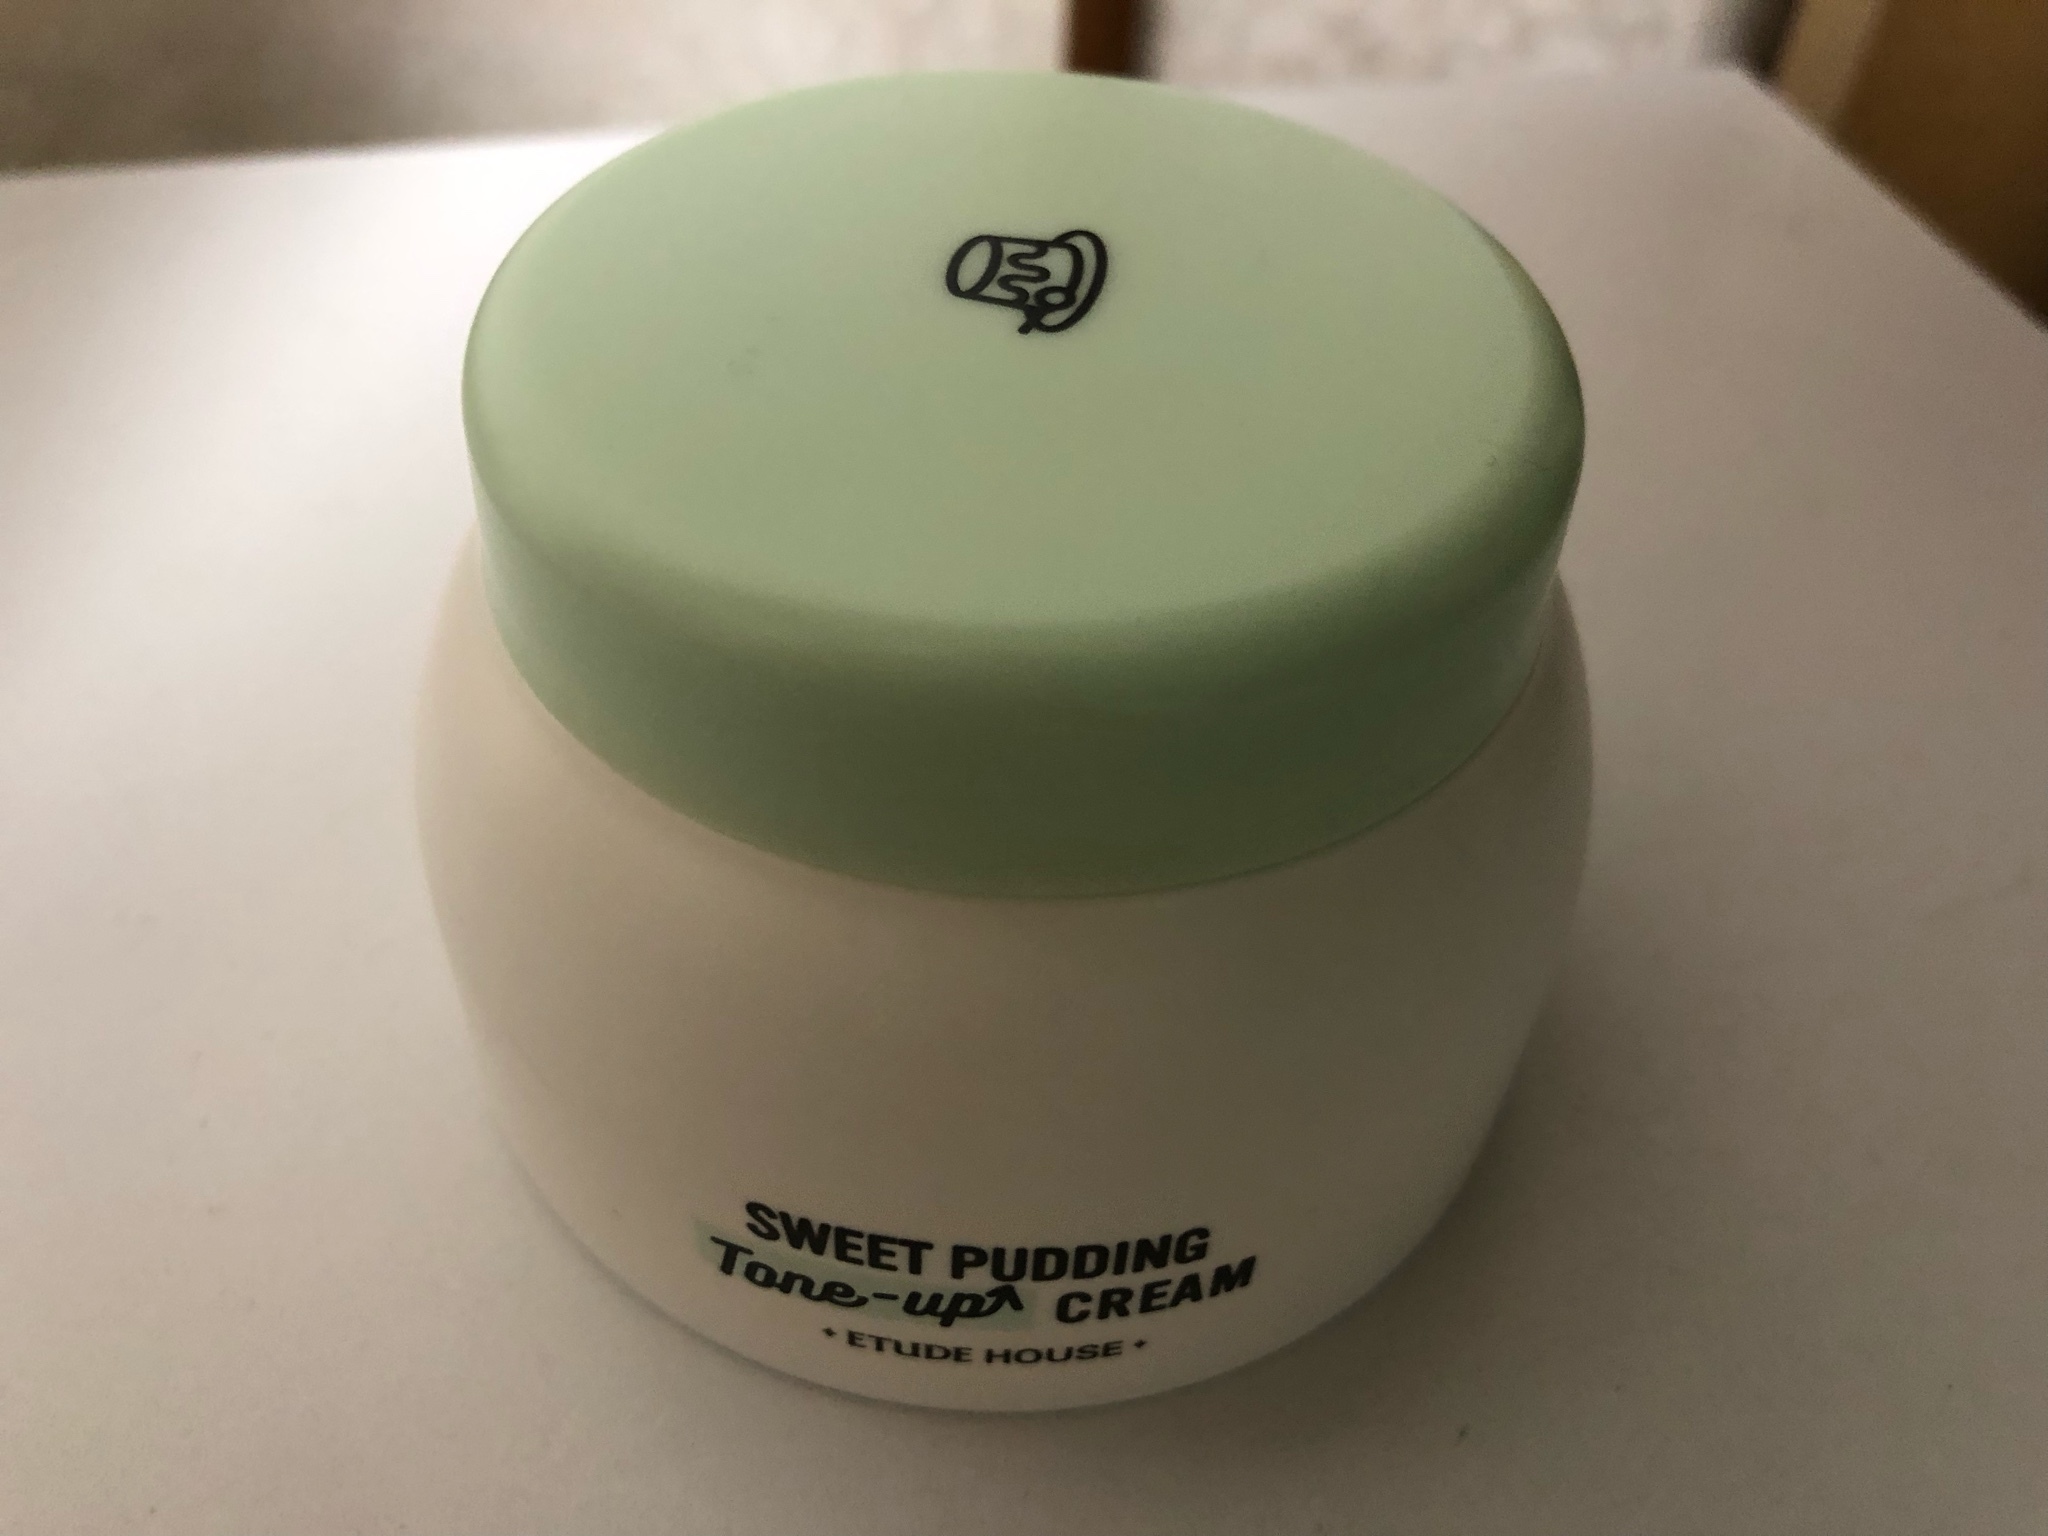 SWEET PUDDING
Tone-up CREAM
ETUDE HOUSE